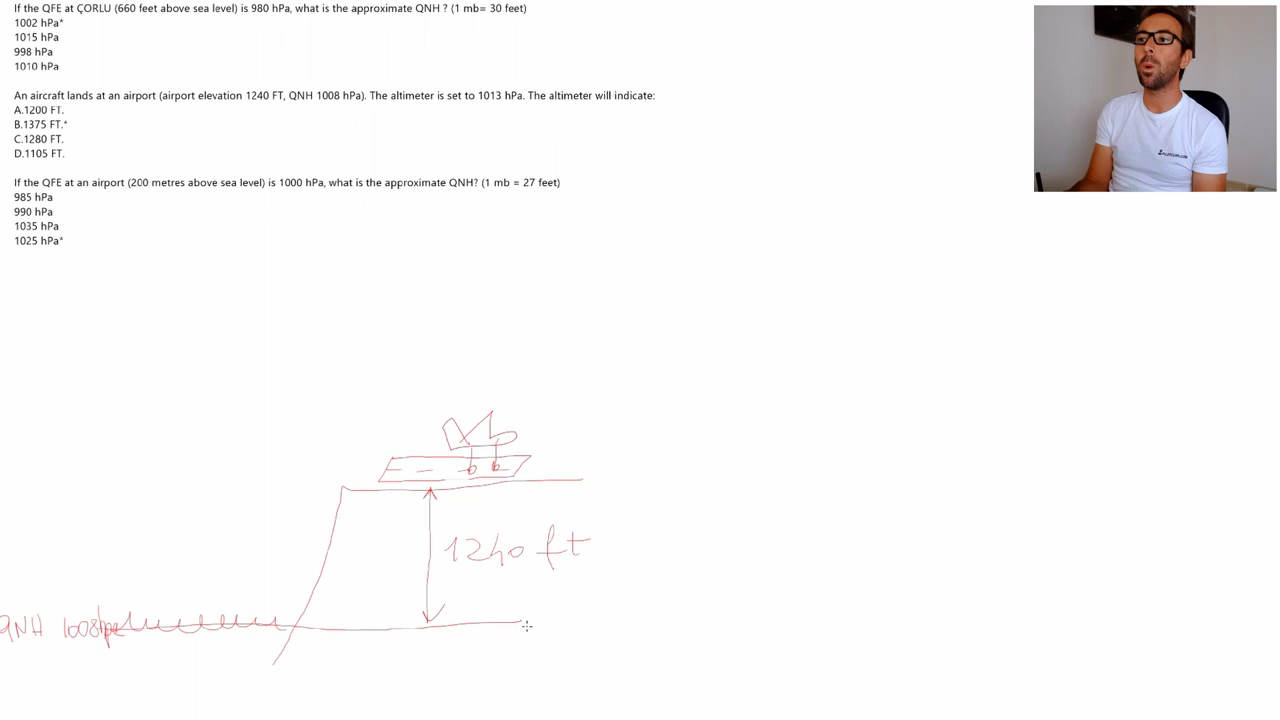 If the QFE at ÇORLU (660 feet above sea level) is 980 hPa, what is the approximate QNH ? (1 mb= 30 feet)
1002 hPa*
1015 hPa
998 hPa
1010 hPa
An aircraft lands at an airport (airport elevation 1240 FT, QNH 1008 hPa). The altimeter is set to 1013 hPa. The altimeter will indicate:
A.1200 FT.
B.1375 FT.*
C.1280 FT.
D.1105 FT.
If the QFE at an airport (200 metres above sea level) is 1000 hPa, what is the approximate QNH? (1 mb = 27 feet)
985 hPa
990 hPa
1035 hPa
1025 hPa*
1240 ft
QNH 1008hpa